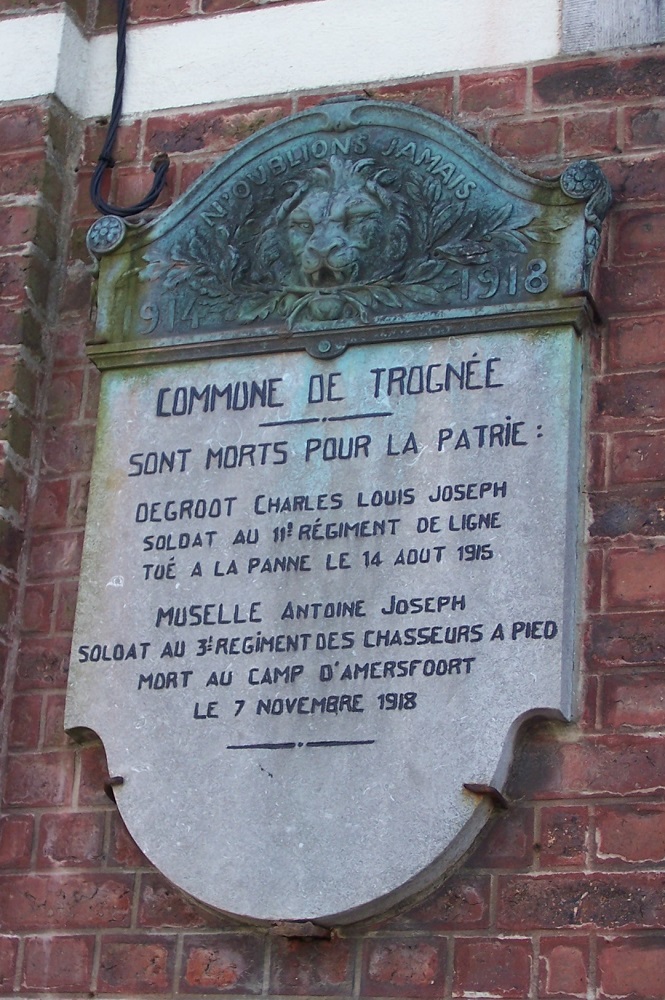 N'OUBLIONS JAMAIS
1914 1918
COMMUNE DE TROGNÉE
SONT MORTS POUR LA PATRIE :
DEGROOT CHARLES LOUIS JOSEPH
SOLDAT AU 11E RÉGIMENT DE LIGNE
TUÉ A LA PANNE LE 14 AOUT 1915
MUSELLE ANTOINE JOSEPH
SOLDAT AU 3E REGIMENT DES CHASSEURS A PIED
MORT AU CAMP D'AMERSFOORT
LE 7 NOVEMBRE 1918